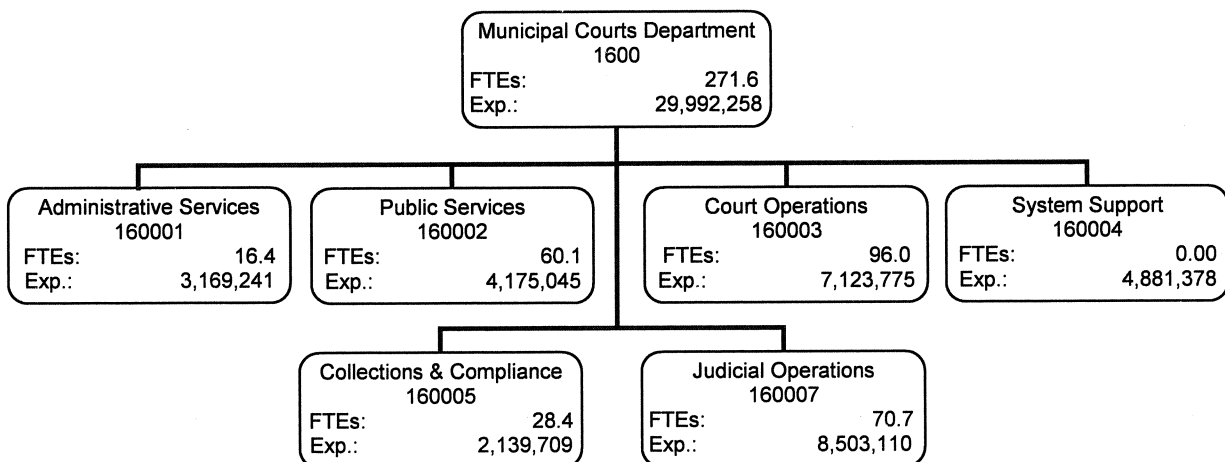 Municipal Courts Department
1600
FTEs: 271.6
Exp.: 29,992,258
Administrative Services
160001
FTEs: 16.4
Exp.: 3,169,241
Public Services
160002
FTEs: 60.1
Exp.: 4,175,045
Court Operations
160003
FTEs: 96.0
Exp.: 7,123,775
System Support
160004
FTEs: 0.00
Exp.: 4,881,378
Collections & Compliance
160005
FTEs: 28.4
Exp.: 2,139,709
Judicial Operations
160007
FTEs: 70.7
Exp.: 8,503,110